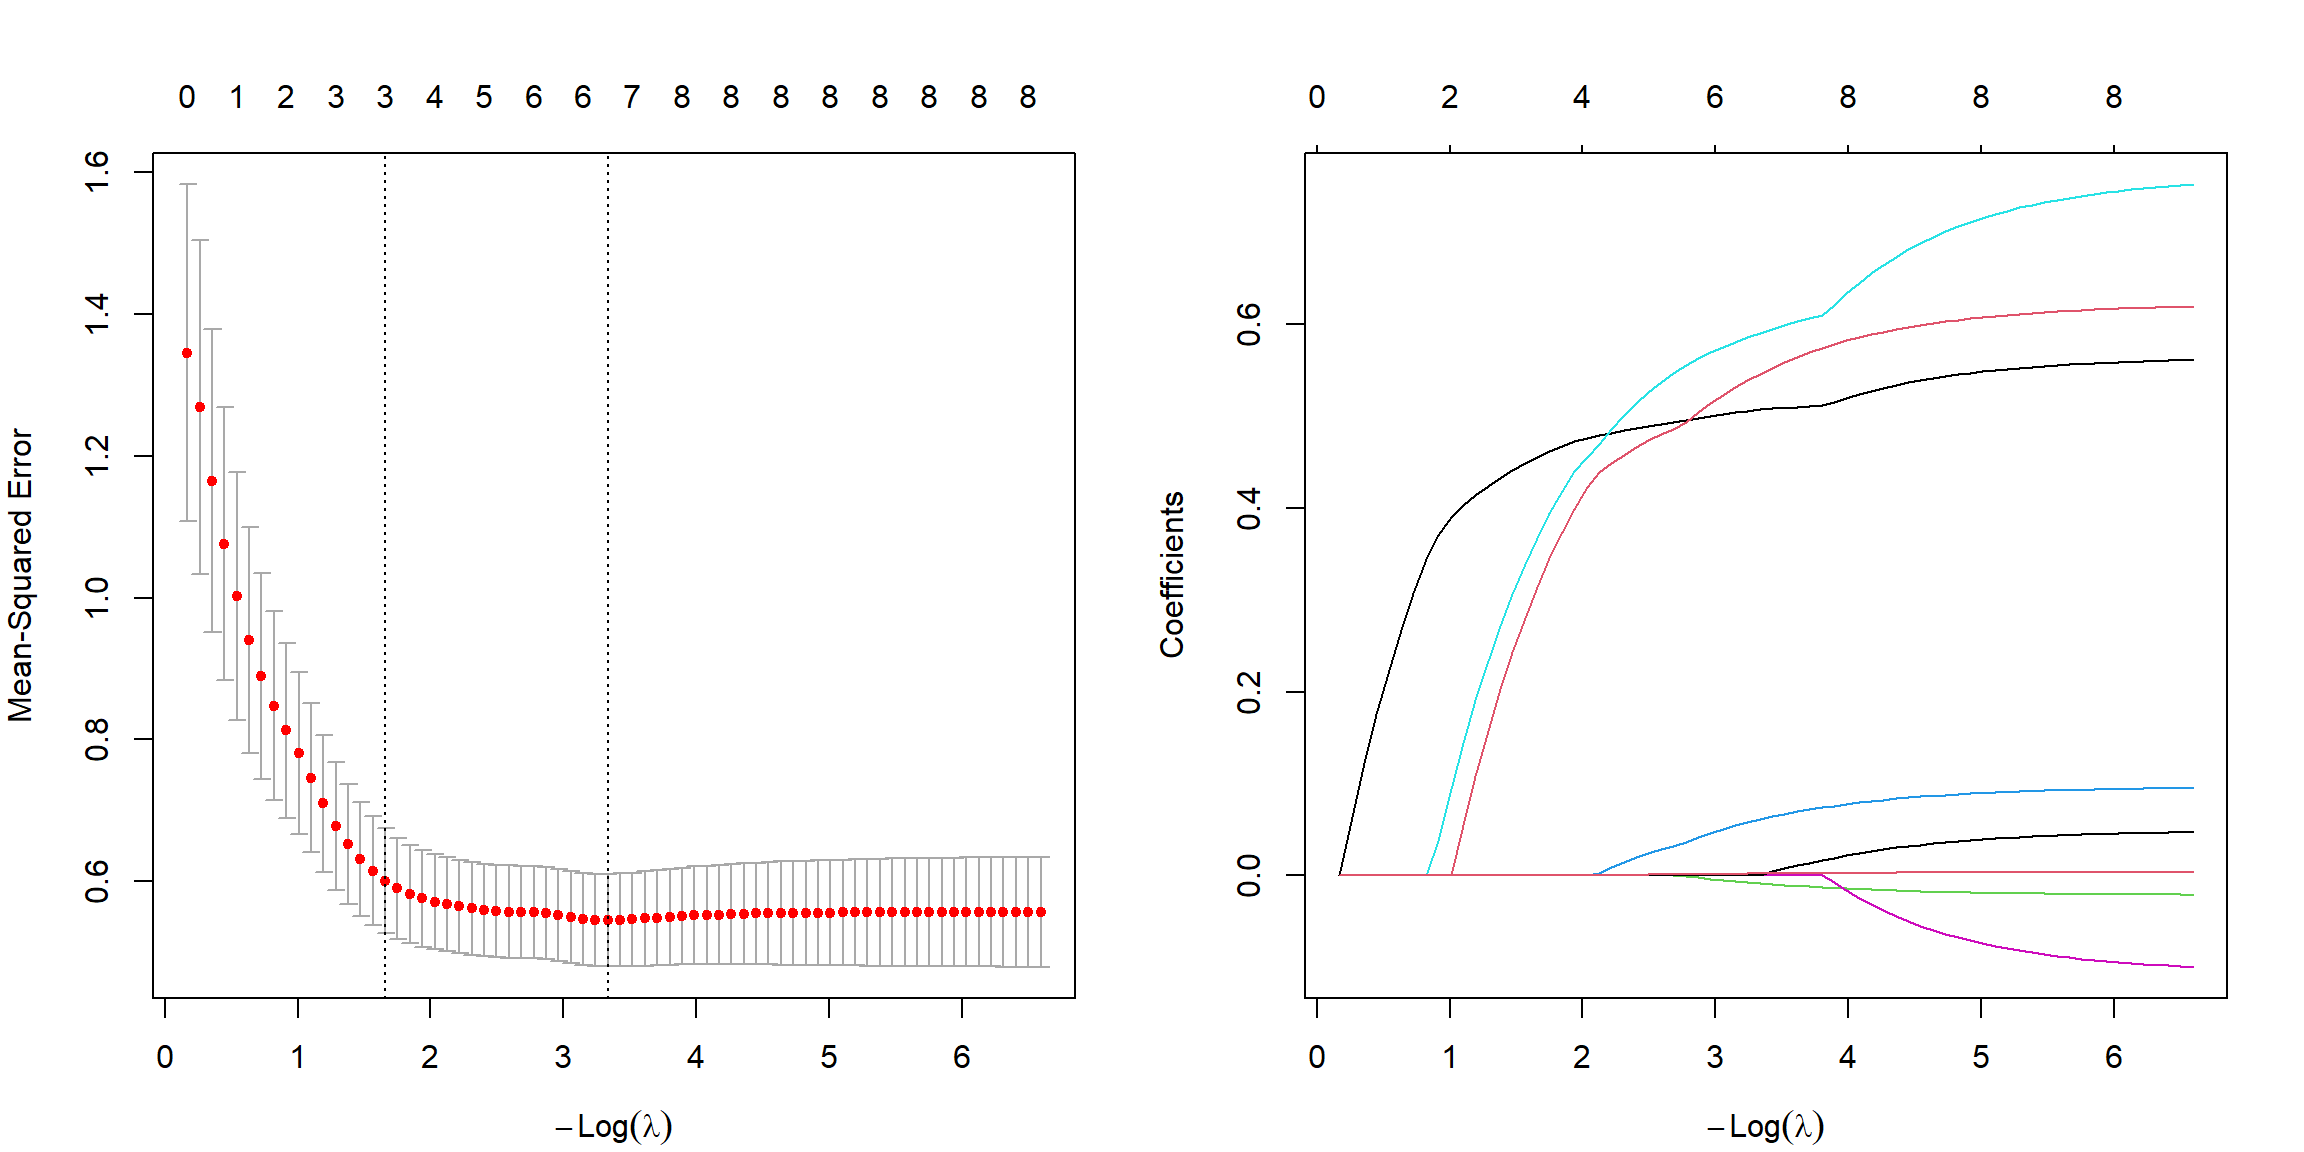 0 1 2 3 3 4 5 6 6 7 8 8 8 8 8 8 8 8
1.6
1.4
1.2
1.0
0.8
0.6
Mean-Squared Error
0 1 2 3 4 5 6
−Log(λ)
0 2 4 6 8 8 8
0.6
0.4
0.2
0.0
Coefficients
0 1 2 3 4 5 6
−Log(λ)